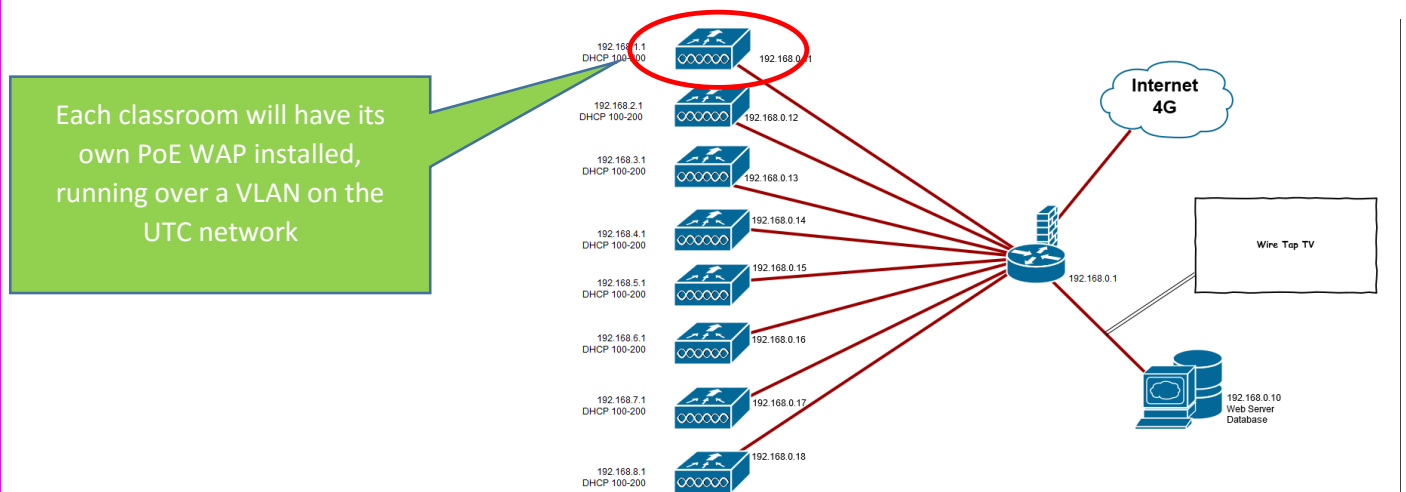 Each classroom will have its
own PoE WAP installed,
running over a VLAN on the
UTC network
192.168.1.1
DHCP 100-200
192.168.0.11
192.168.2.1
DHCP 100-200
192.168.0.12
192.168.3.1
DHCP 100-200
192.168.0.13
192.168.4.1
DHCP 100-200
192.168.0.14
192.168.5.1
DHCP 100-200
192.168.0.15
192.168.6.1
DHCP 100-200
192.168.0.16
192.168.7.1
DHCP 100-200
192.168.0.17
192.168.8.1
DHCP 100-200
192.168.0.18
Internet
4G
192.168.0.1
Wire Tap TV
192.168.0.10
Web Server
Database